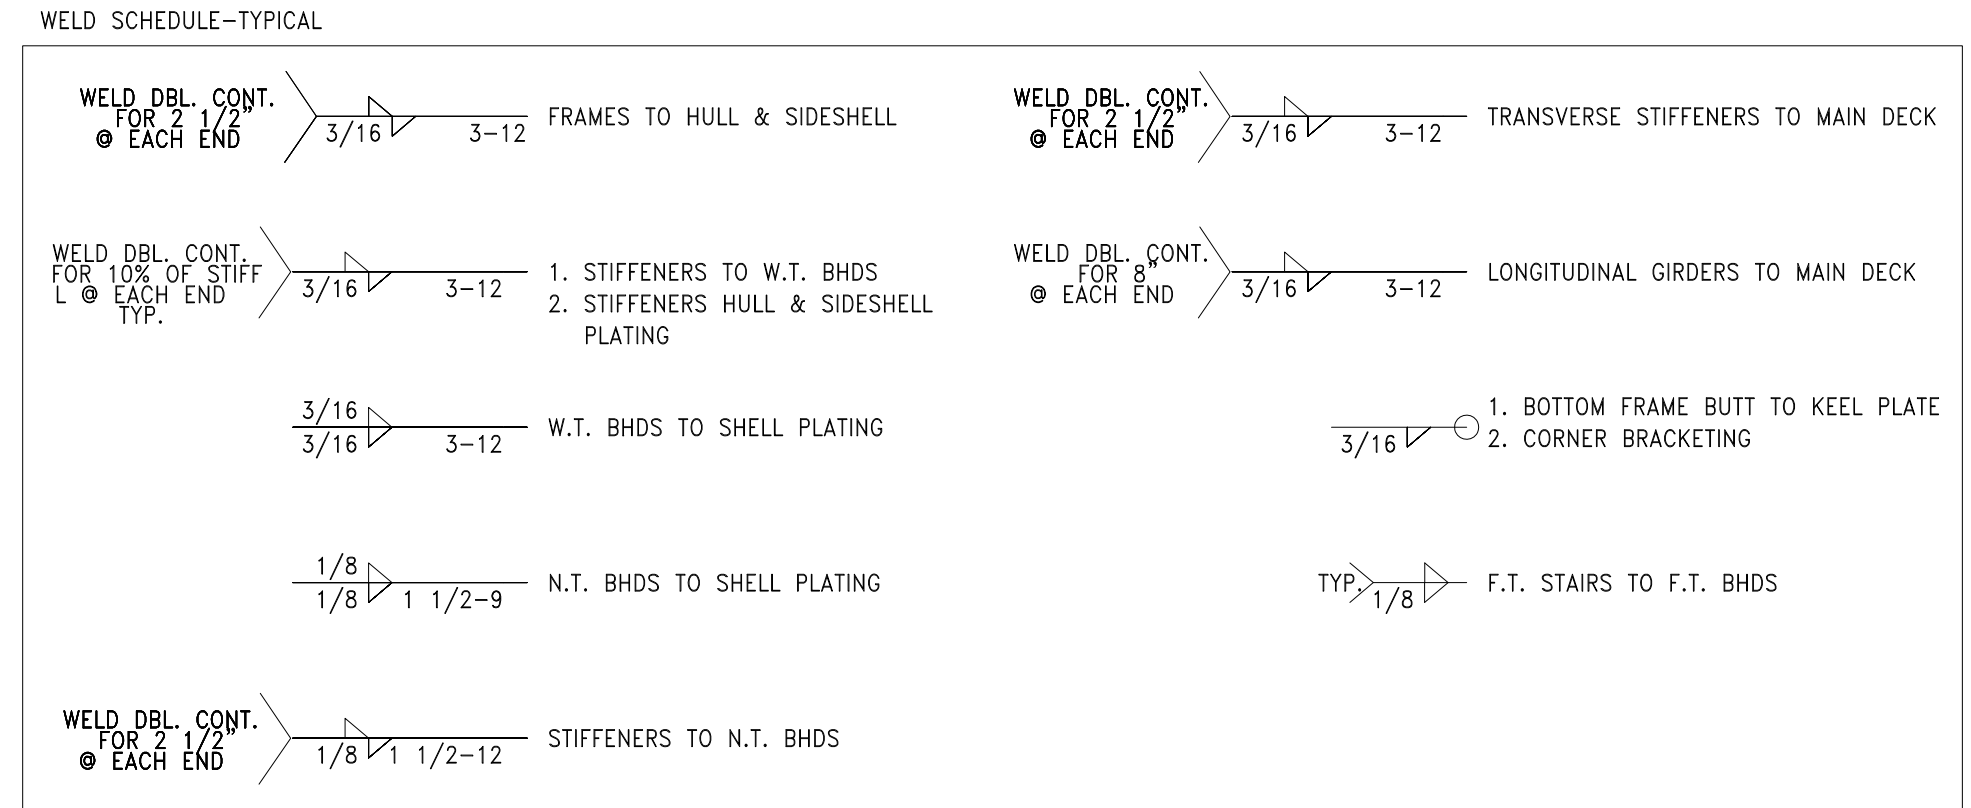 WELD SCHEDULE-TYPICAL
WELD DBL. CONT.
FOR 2 1/2"
@ EACH END
3/16
3-12
FRAMES TO HULL & SIDESHELL
WELD DBL. CONT.
FOR 10% OF STIFF
L @ EACH END
TYP.
3/16
3-12
1. STIFFENERS TO W.T. BHDS
2. STIFFENERS HULL & SIDESHELL
PLATING
3/16
3/16
3-12
W.T. BHDS TO SHELL PLATING
1/8
1/8
1 1/2-9
N.T. BHDS TO SHELL PLATING
WELD DBL. CONT.
FOR 2 1/2"
@ EACH END
1/8
1 1/2-12
STIFFENERS TO N.T. BHDS
WELD DBL. CONT.
FOR 2 1/2"
@ EACH END
3/16
3-12
TRANSVERSE STIFFENERS TO MAIN DECK
WELD DBL. CONT.
FOR 8"
@ EACH END
3/16
3-12
LONGITUDINAL GIRDERS TO MAIN DECK
3/16
1. BOTTOM FRAME BUTT TO KEEL PLATE
2. CORNER BRACKETING
TYP.
1/8
F.T. STAIRS TO F.T. BHDS